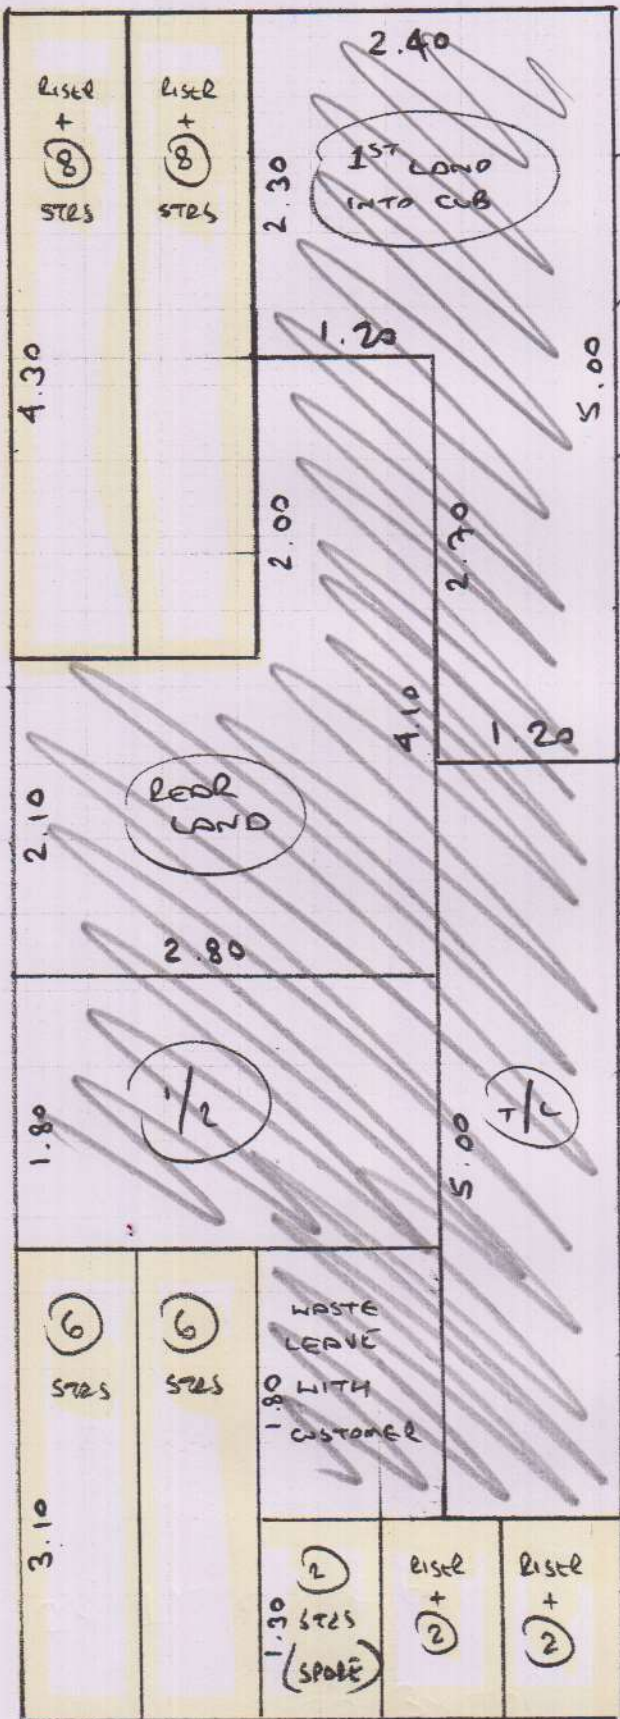 RISER
+
8
STRS
RISER
+
8
STRS
2.40
1ST LAND
INTO CUB
2.30
1.20
4.30
5.00
2.00
2.70
4.10
1.20
REAR
LAND
2.10
2.80
1/2
1.80
T/L
5.00
6
STRS
6
STRS
WASTE
LEAVE
WITH
CUSTOMER
1.80
3.10
1.30
2
STRS
(SPARE)
RISER
+
2
RISER
+
2